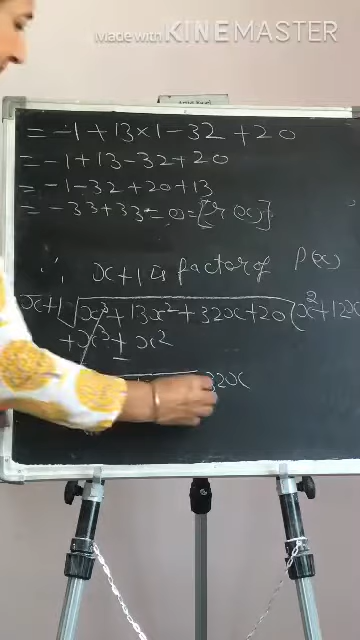 Made with KINEMASTER
= -1 + 13 × 1 - 32 + 20
= -1 + 13 - 32 + 20
= -1 - 32 + 20 + 13
= -33 + 33 = 0 =
∴ x+1 is factor of P(x)
x+1 x³ + 13x² + 32x + 20 (x² + 12x
+x³ + x²
32x